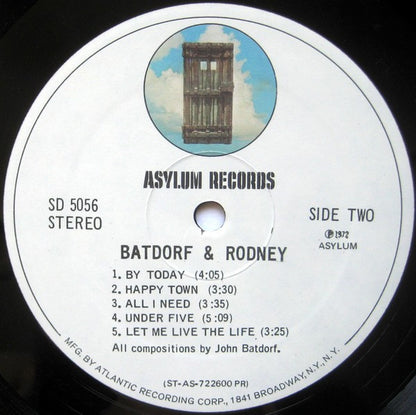 ASYLUM RECORDS
SD 5056
STEREO
SIDE TWO
℗ 1972
ASYLUM
BATDORF & RODNEY
1. BY TODAY (4:05)
2. HAPPY TOWN (3:30)
3. ALL I NEED (3:35)
4. UNDER FIVE (5:09)
5. LET ME LIVE THE LIFE (3:25)
All compositions by John Batdorf.
(ST-AS-722600 PR)
MFG. BY ATLANTIC RECORDING CORP., 1841 BROADWAY, N.Y., N.Y.